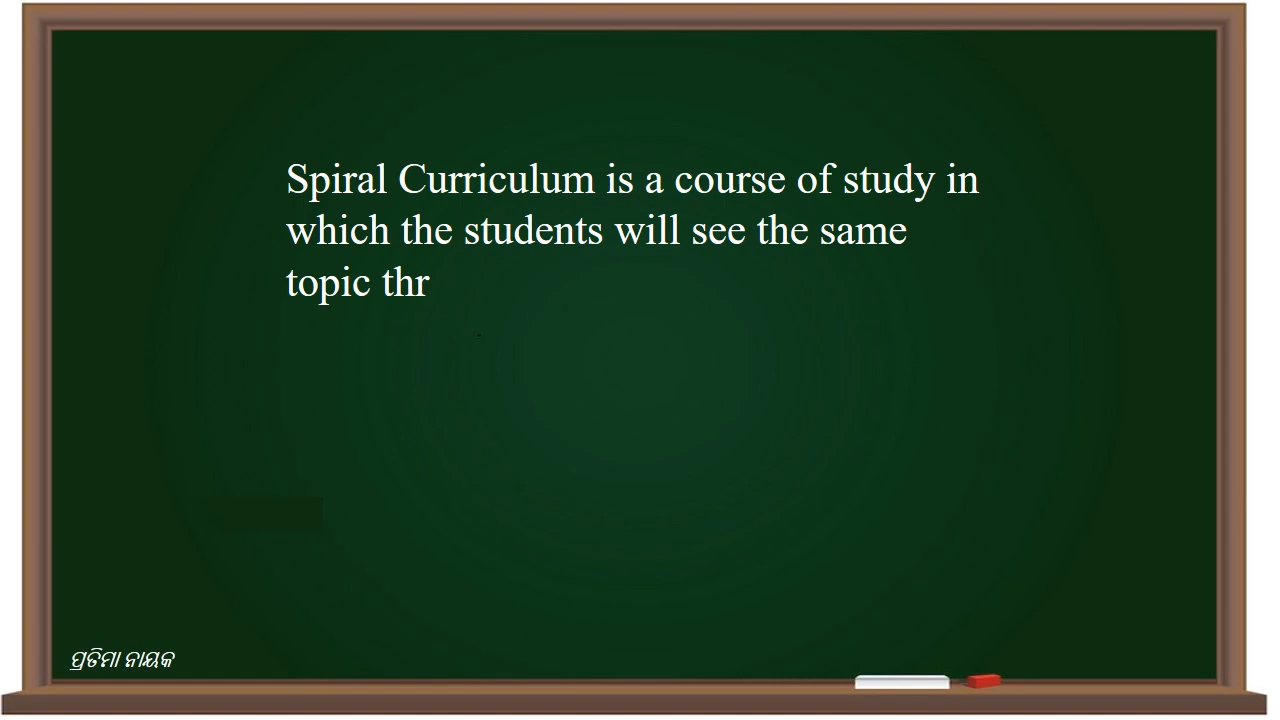 Spiral Curriculum is a course of study in
which the students will see the same
topic thr
ପ୍ରତିମା ନାୟକ